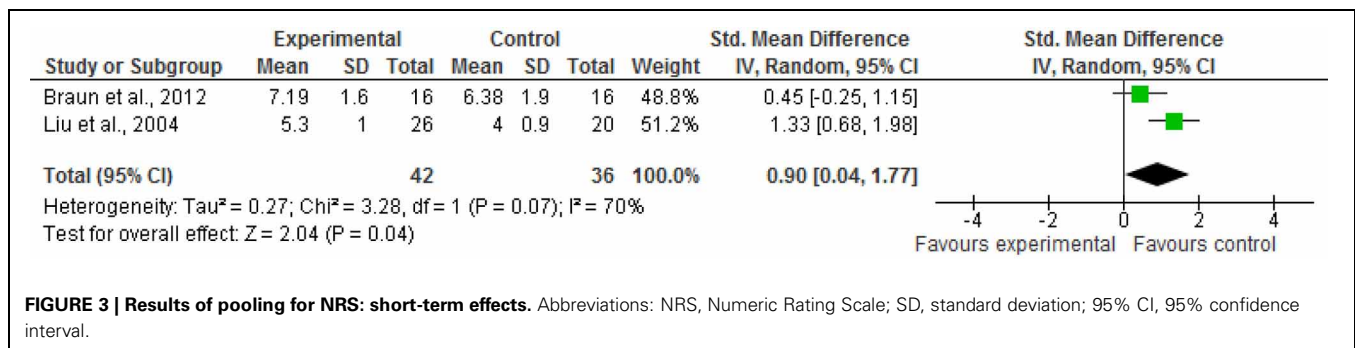 Experimental Control Std. Mean Difference Std. Mean Difference
Study or Subgroup Mean SD Total Mean SD Total Weight IV, Random, 95% CI IV, Random, 95% CI
Braun et al., 2012 7.19 1.6 16 6.38 1.9 16 48.8% 0.45 [-0.25, 1.15]
Liu et al., 2004 5.3 1 26 4 0.9 20 51.2% 1.33 [0.68, 1.98]
Total (95% CI) 42 36 100.0% 0.90 [0.04, 1.77]
Heterogeneity: Tau² = 0.27; Chi² = 3.28, df = 1 (P = 0.07); I² = 70%
Test for overall effect: Z = 2.04 (P = 0.04)
-4 -2 0 2 4
Favours experimental Favours control
FIGURE 3 | Results of pooling for NRS: short-term effects. Abbreviations: NRS, Numeric Rating Scale; SD, standard deviation; 95% CI, 95% confidence
interval.